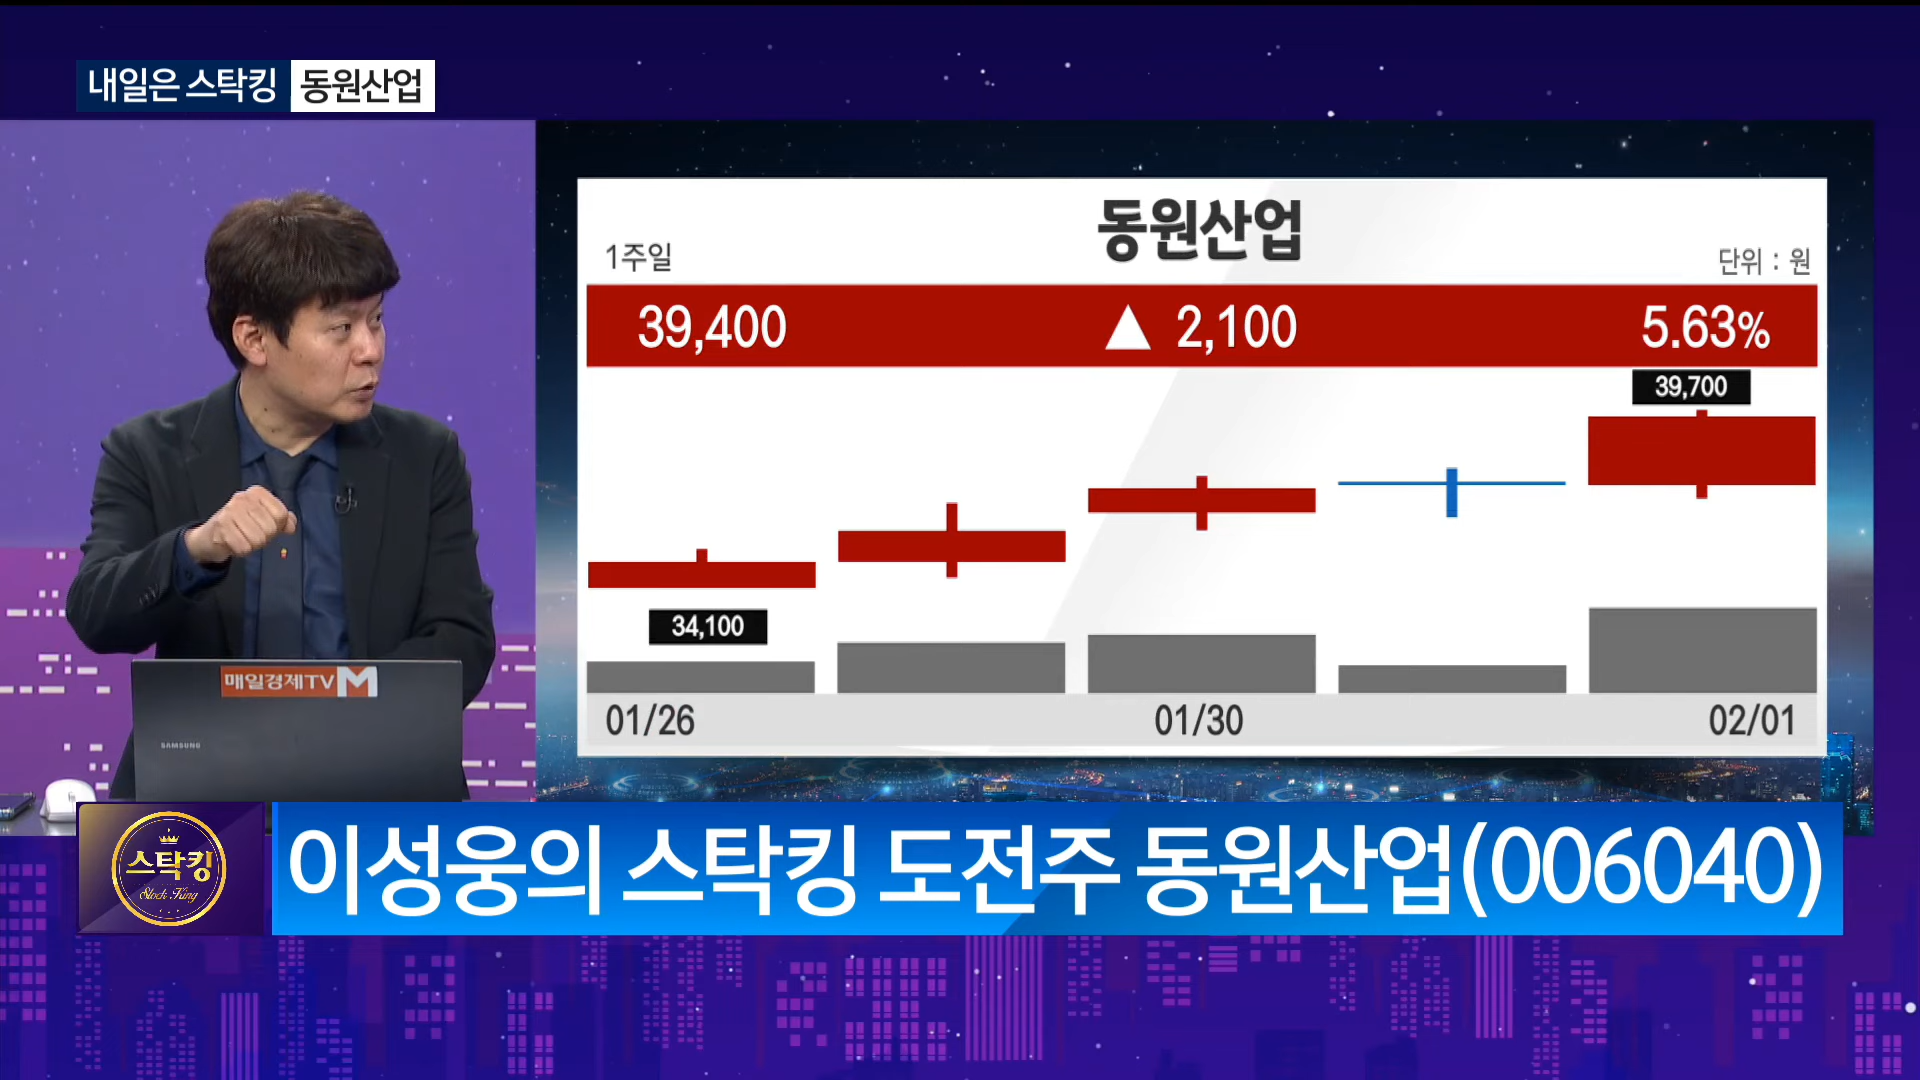 내일은 스탁킹 동원산업
동원산업
1주일
단위 : 원
39,400 ▲ 2,100 5.63%
39,700
34,100
01/26 01/30 02/01
매일경제TV M
SAMSUNG
스탁킹
Stock King
이성웅의 스탁킹 도전주 동원산업(006040)